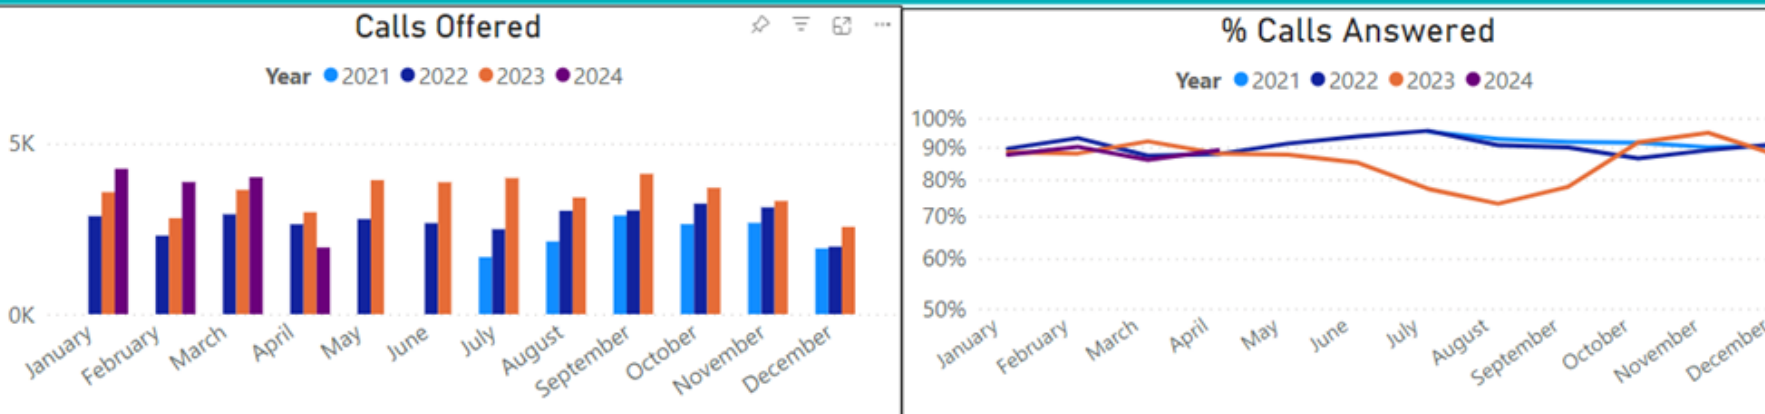 Calls Offered
Year 2021 2022 2023 2024
5K
0K
January February March April May June July August September October November December
% Calls Answered
Year 2021 2022 2023 2024
100%
90%
80%
70%
60%
50%
January February March April May June July August September October November December